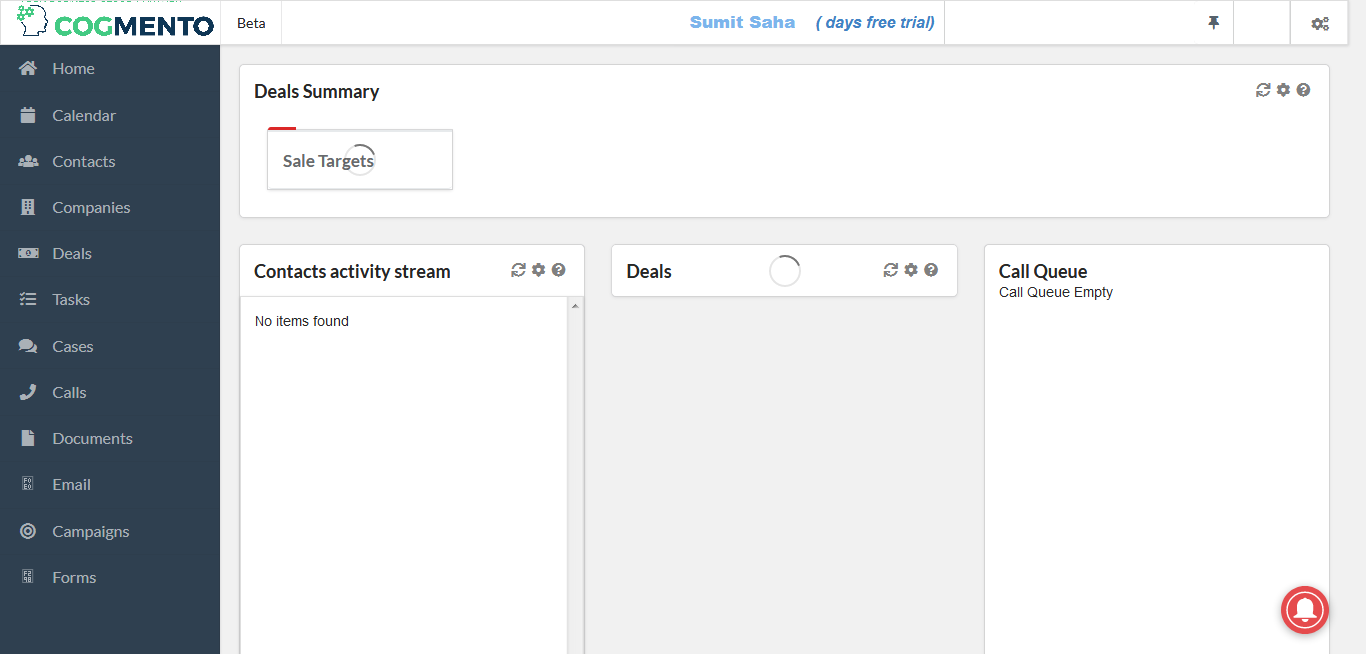 COGMENTO
Beta
Sumit Saha ( days free trial)
Home
Calendar
Contacts
Companies
Deals
Tasks
Cases
Calls
Documents
Email
Campaigns
Forms
Deals Summary
Sale Targets
Contacts activity stream
No items found
Deals
Call Queue
Call Queue Empty